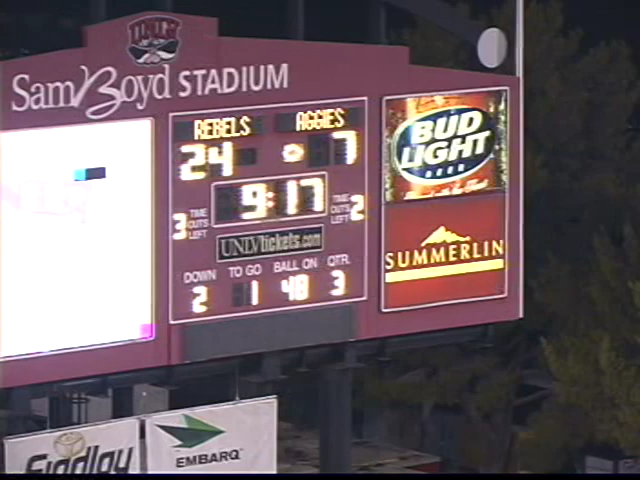 UNLV
Sam Boyd STADIUM
REBELS AGGIES
24 7
9:17
3 TIME OUTS LEFT
TIME OUTS LEFT 2
UNLVtickets.com
DOWN TO GO BALL ON QTR.
2 1 48 3
BUD
LIGHT
BEER
SUMMERLIN
Findlay
EMBARQ